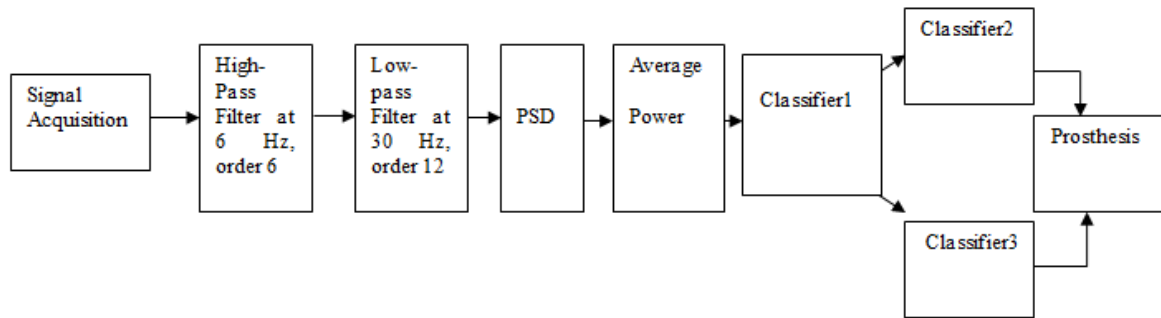 Signal
Acquisition
High-
Pass
Filter at
6 Hz,
order 6
Low-
pass
Filter at
30 Hz,
order 12
PSD
Average
Power
Classifier1
Classifier2
Classifier3
Prosthesis